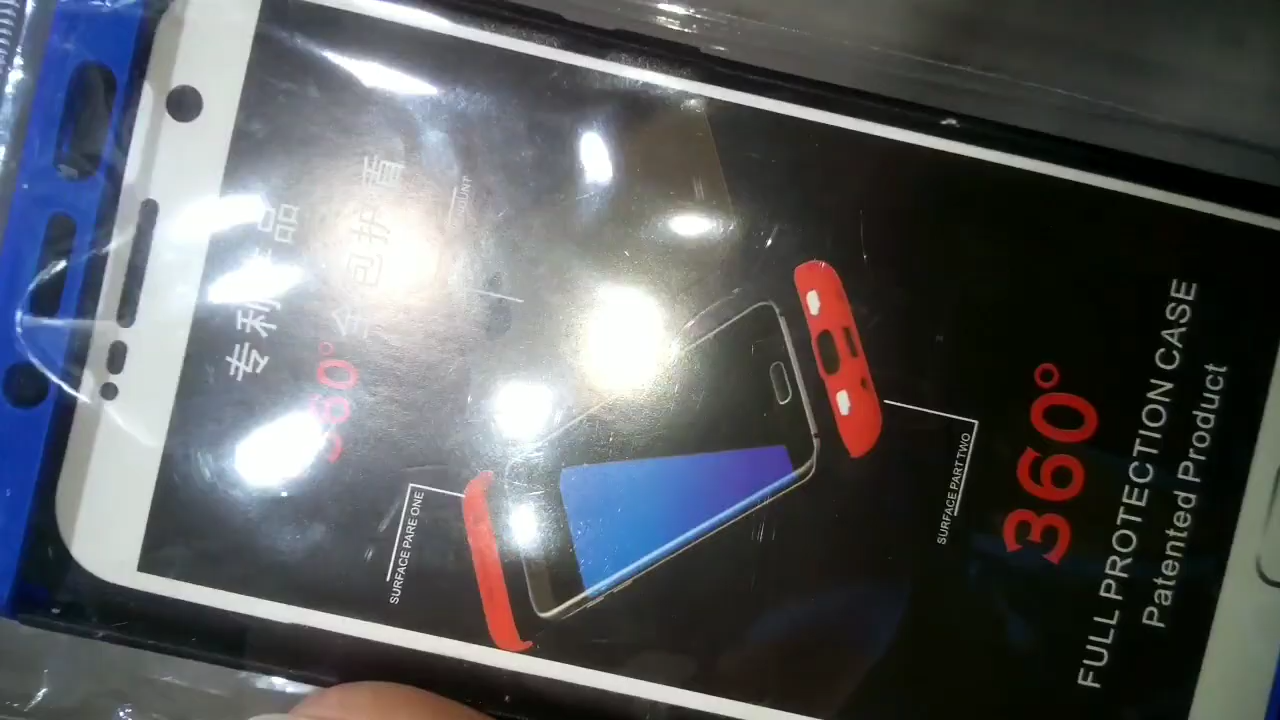 专利产品
360°全包护盾
SURFACE PARE ONE
SURFACE PART TWO
360°
FULL PROTECTION CASE
Patented Product